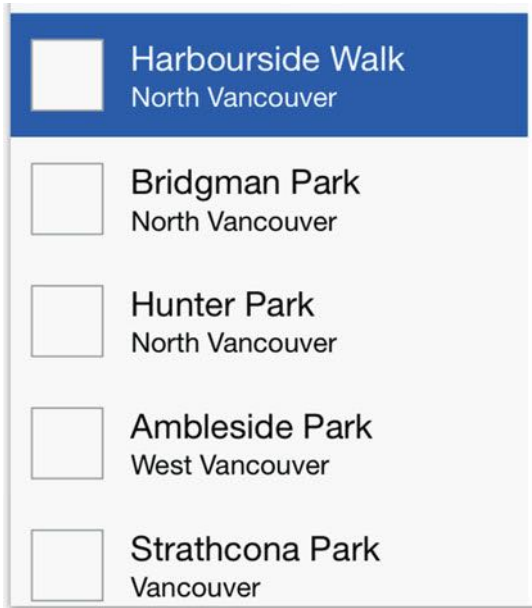 Harbourside Walk
North Vancouver
Bridgman Park
North Vancouver
Hunter Park
North Vancouver
Ambleside Park
West Vancouver
Strathcona Park
Vancouver